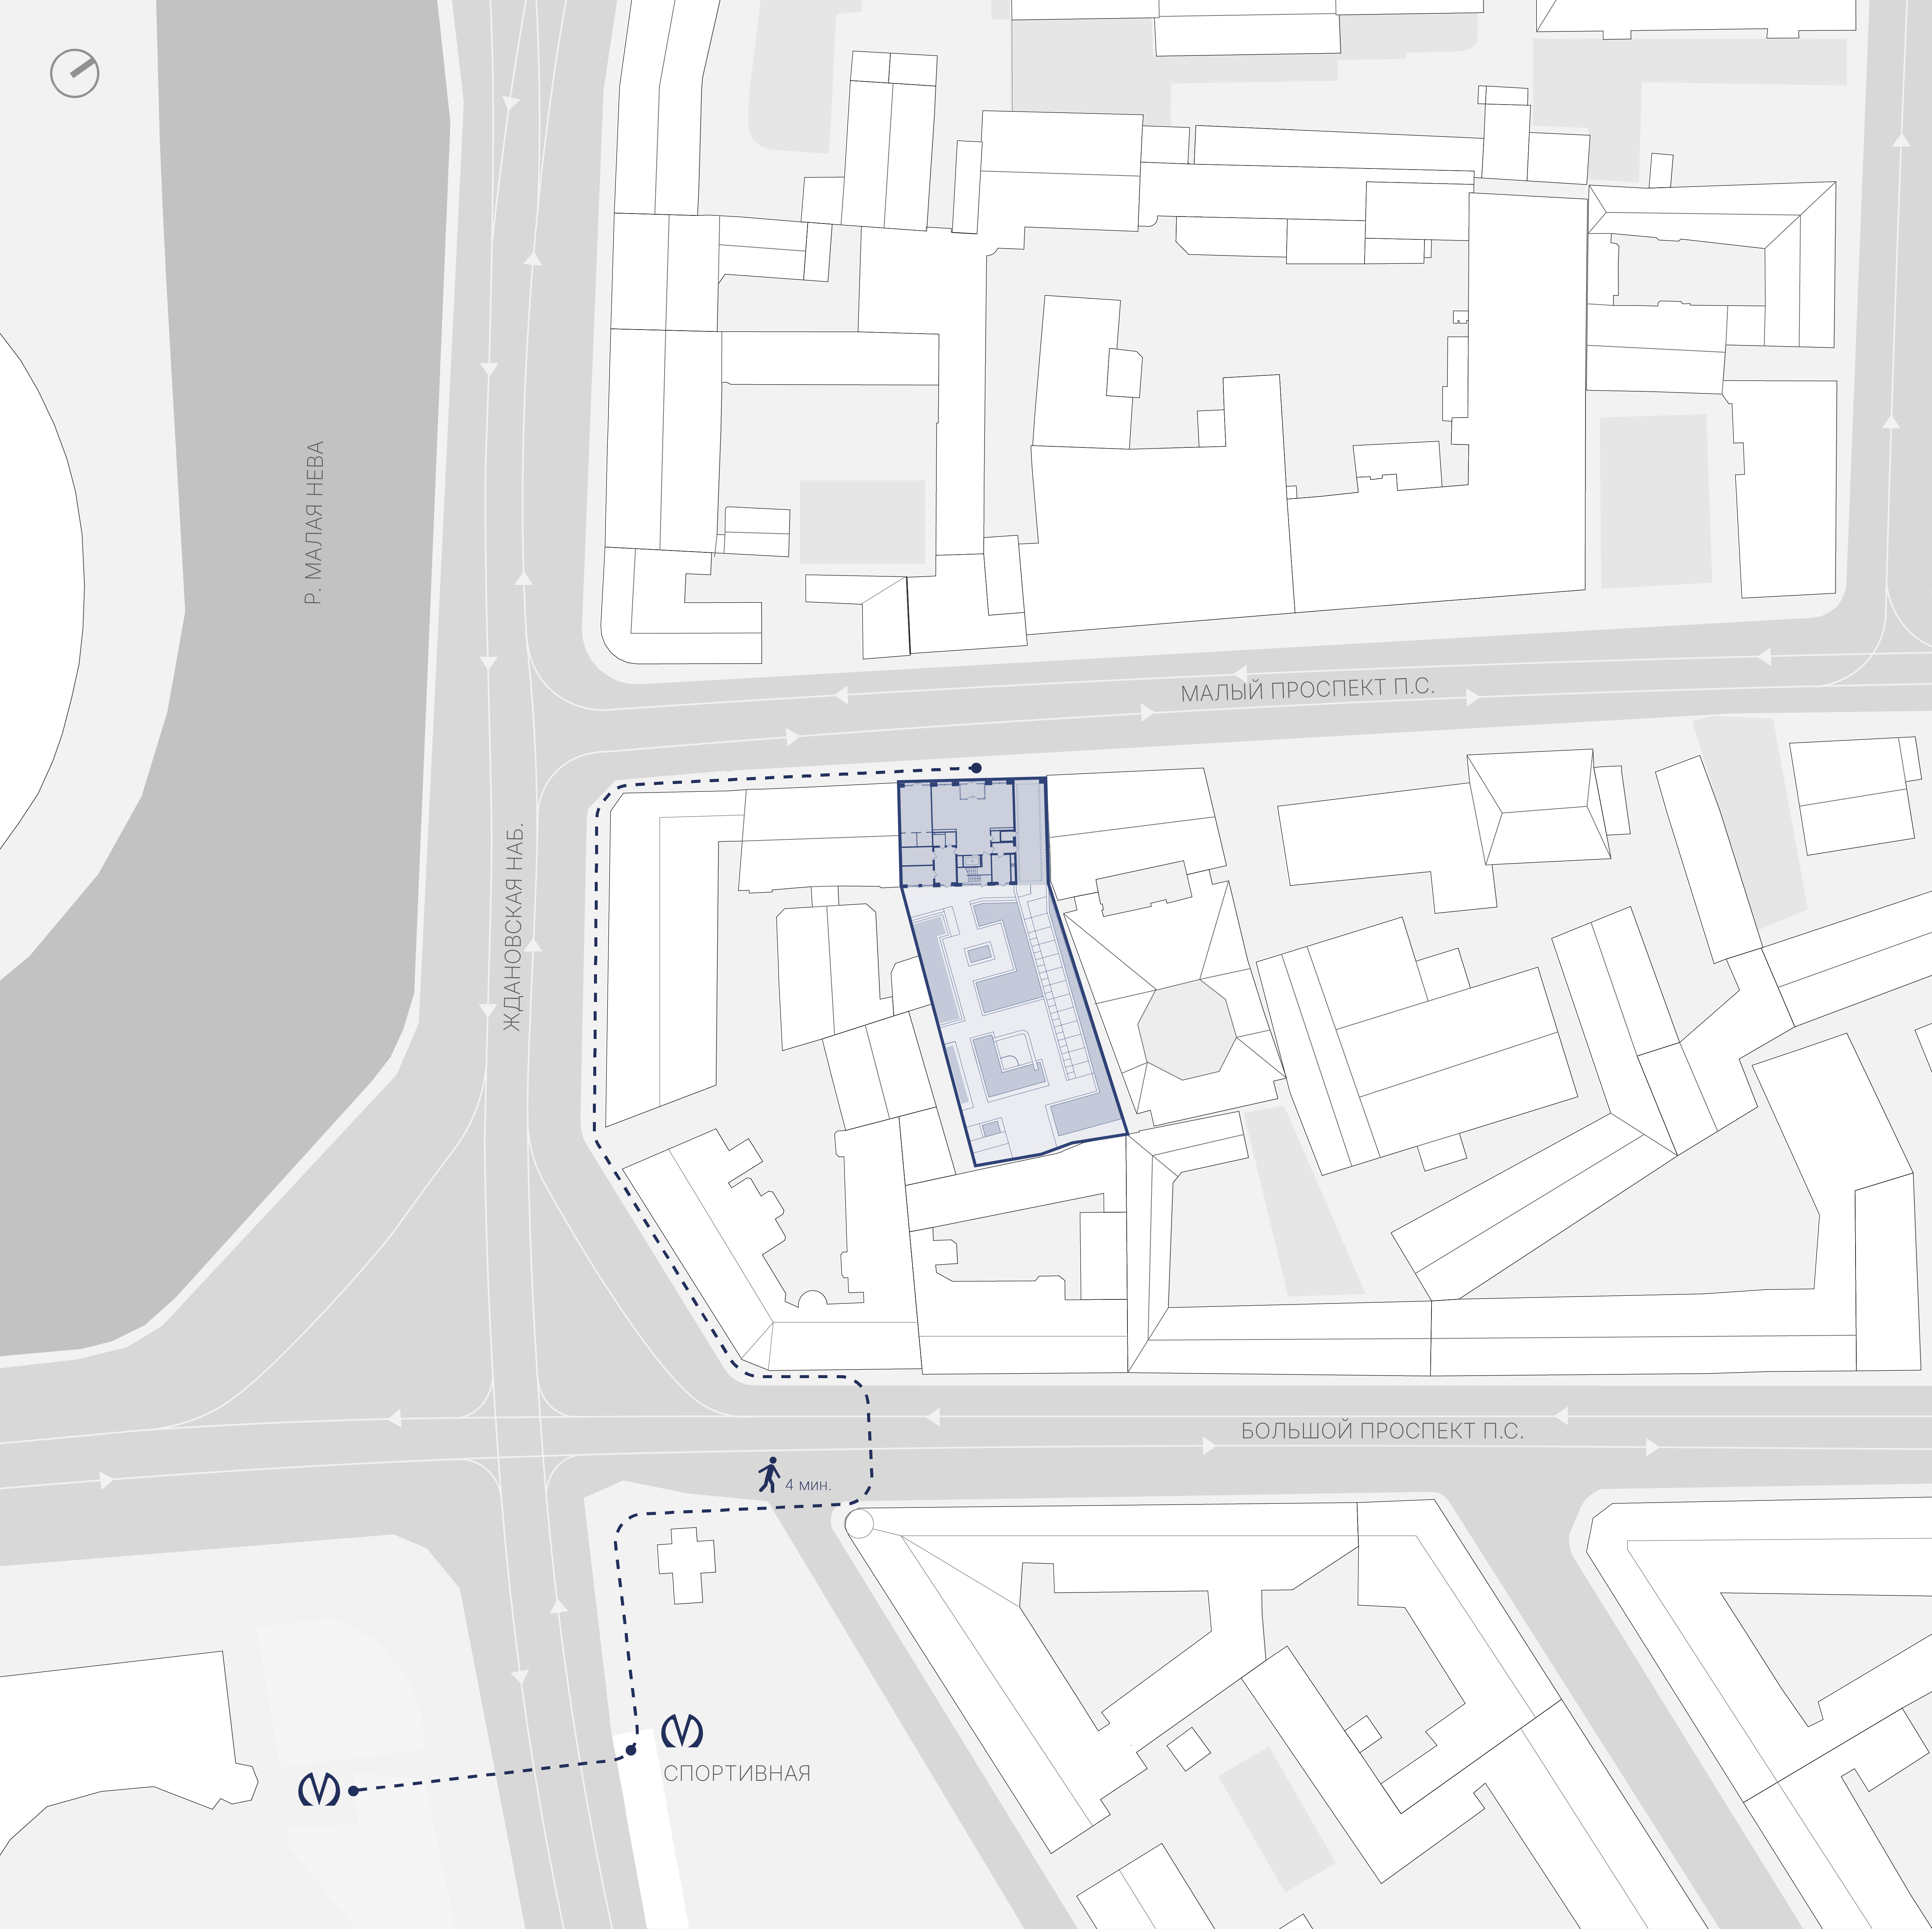 Р. МАЛАЯ НЕВА
МАЛЫЙ ПРОСПЕКТ П.С.
ЖДАНОВСКАЯ НАБ.
БОЛЬШОЙ ПРОСПЕКТ П.С.
4 мин.
СПОРТИВНАЯ